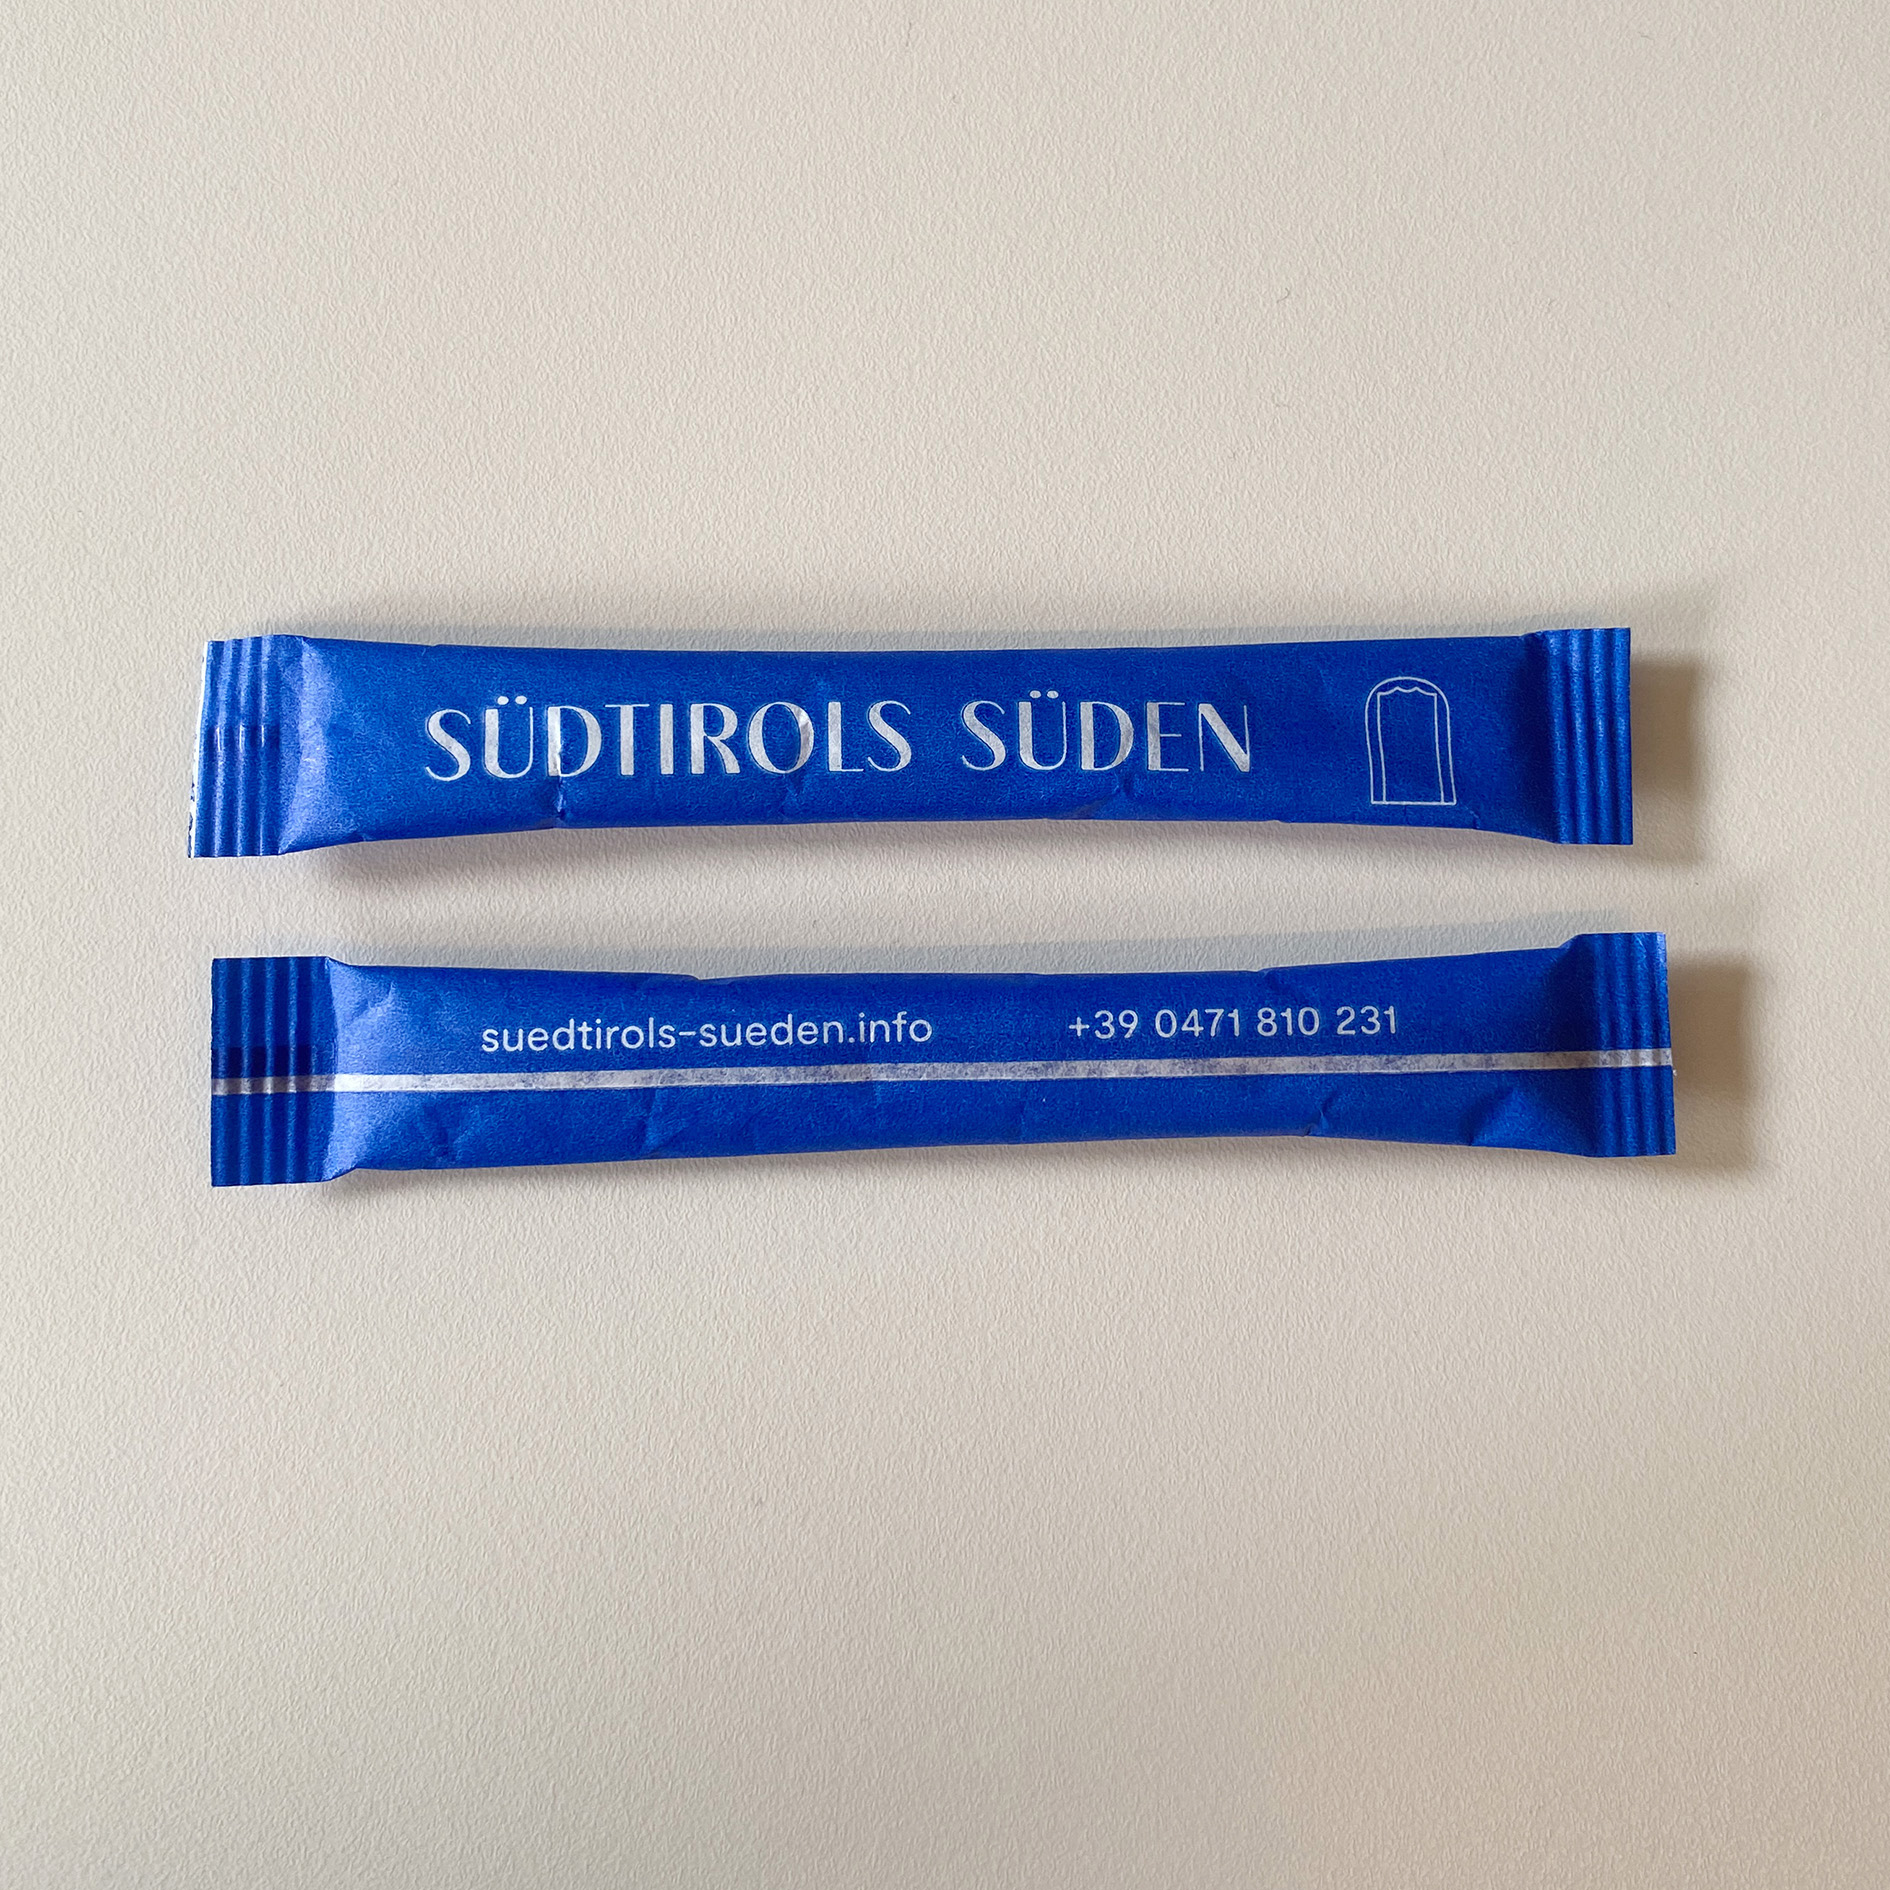 SÜDTIROLS SÜDEN
suedtirols-sueden.info +39 0471 810 231